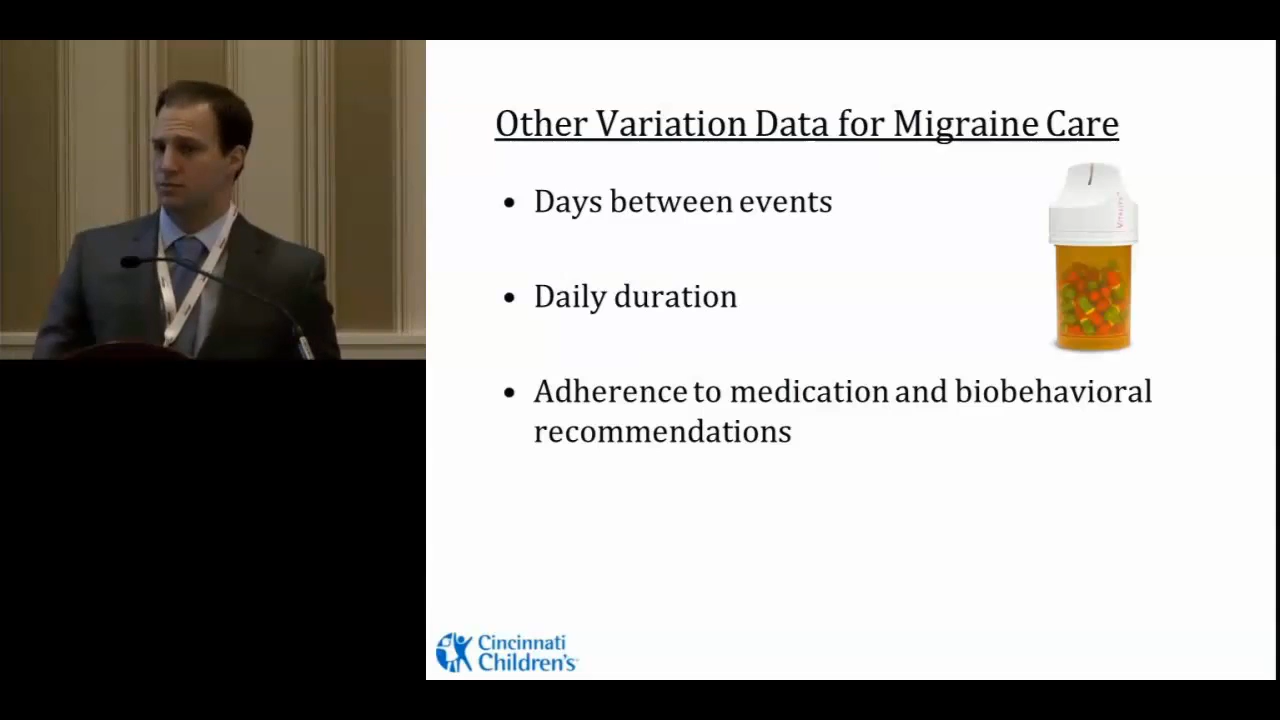 Other Variation Data for Migraine Care
• Days between events
• Daily duration
• Adherence to medication and biobehavioral
recommendations
Cincinnati
Children's